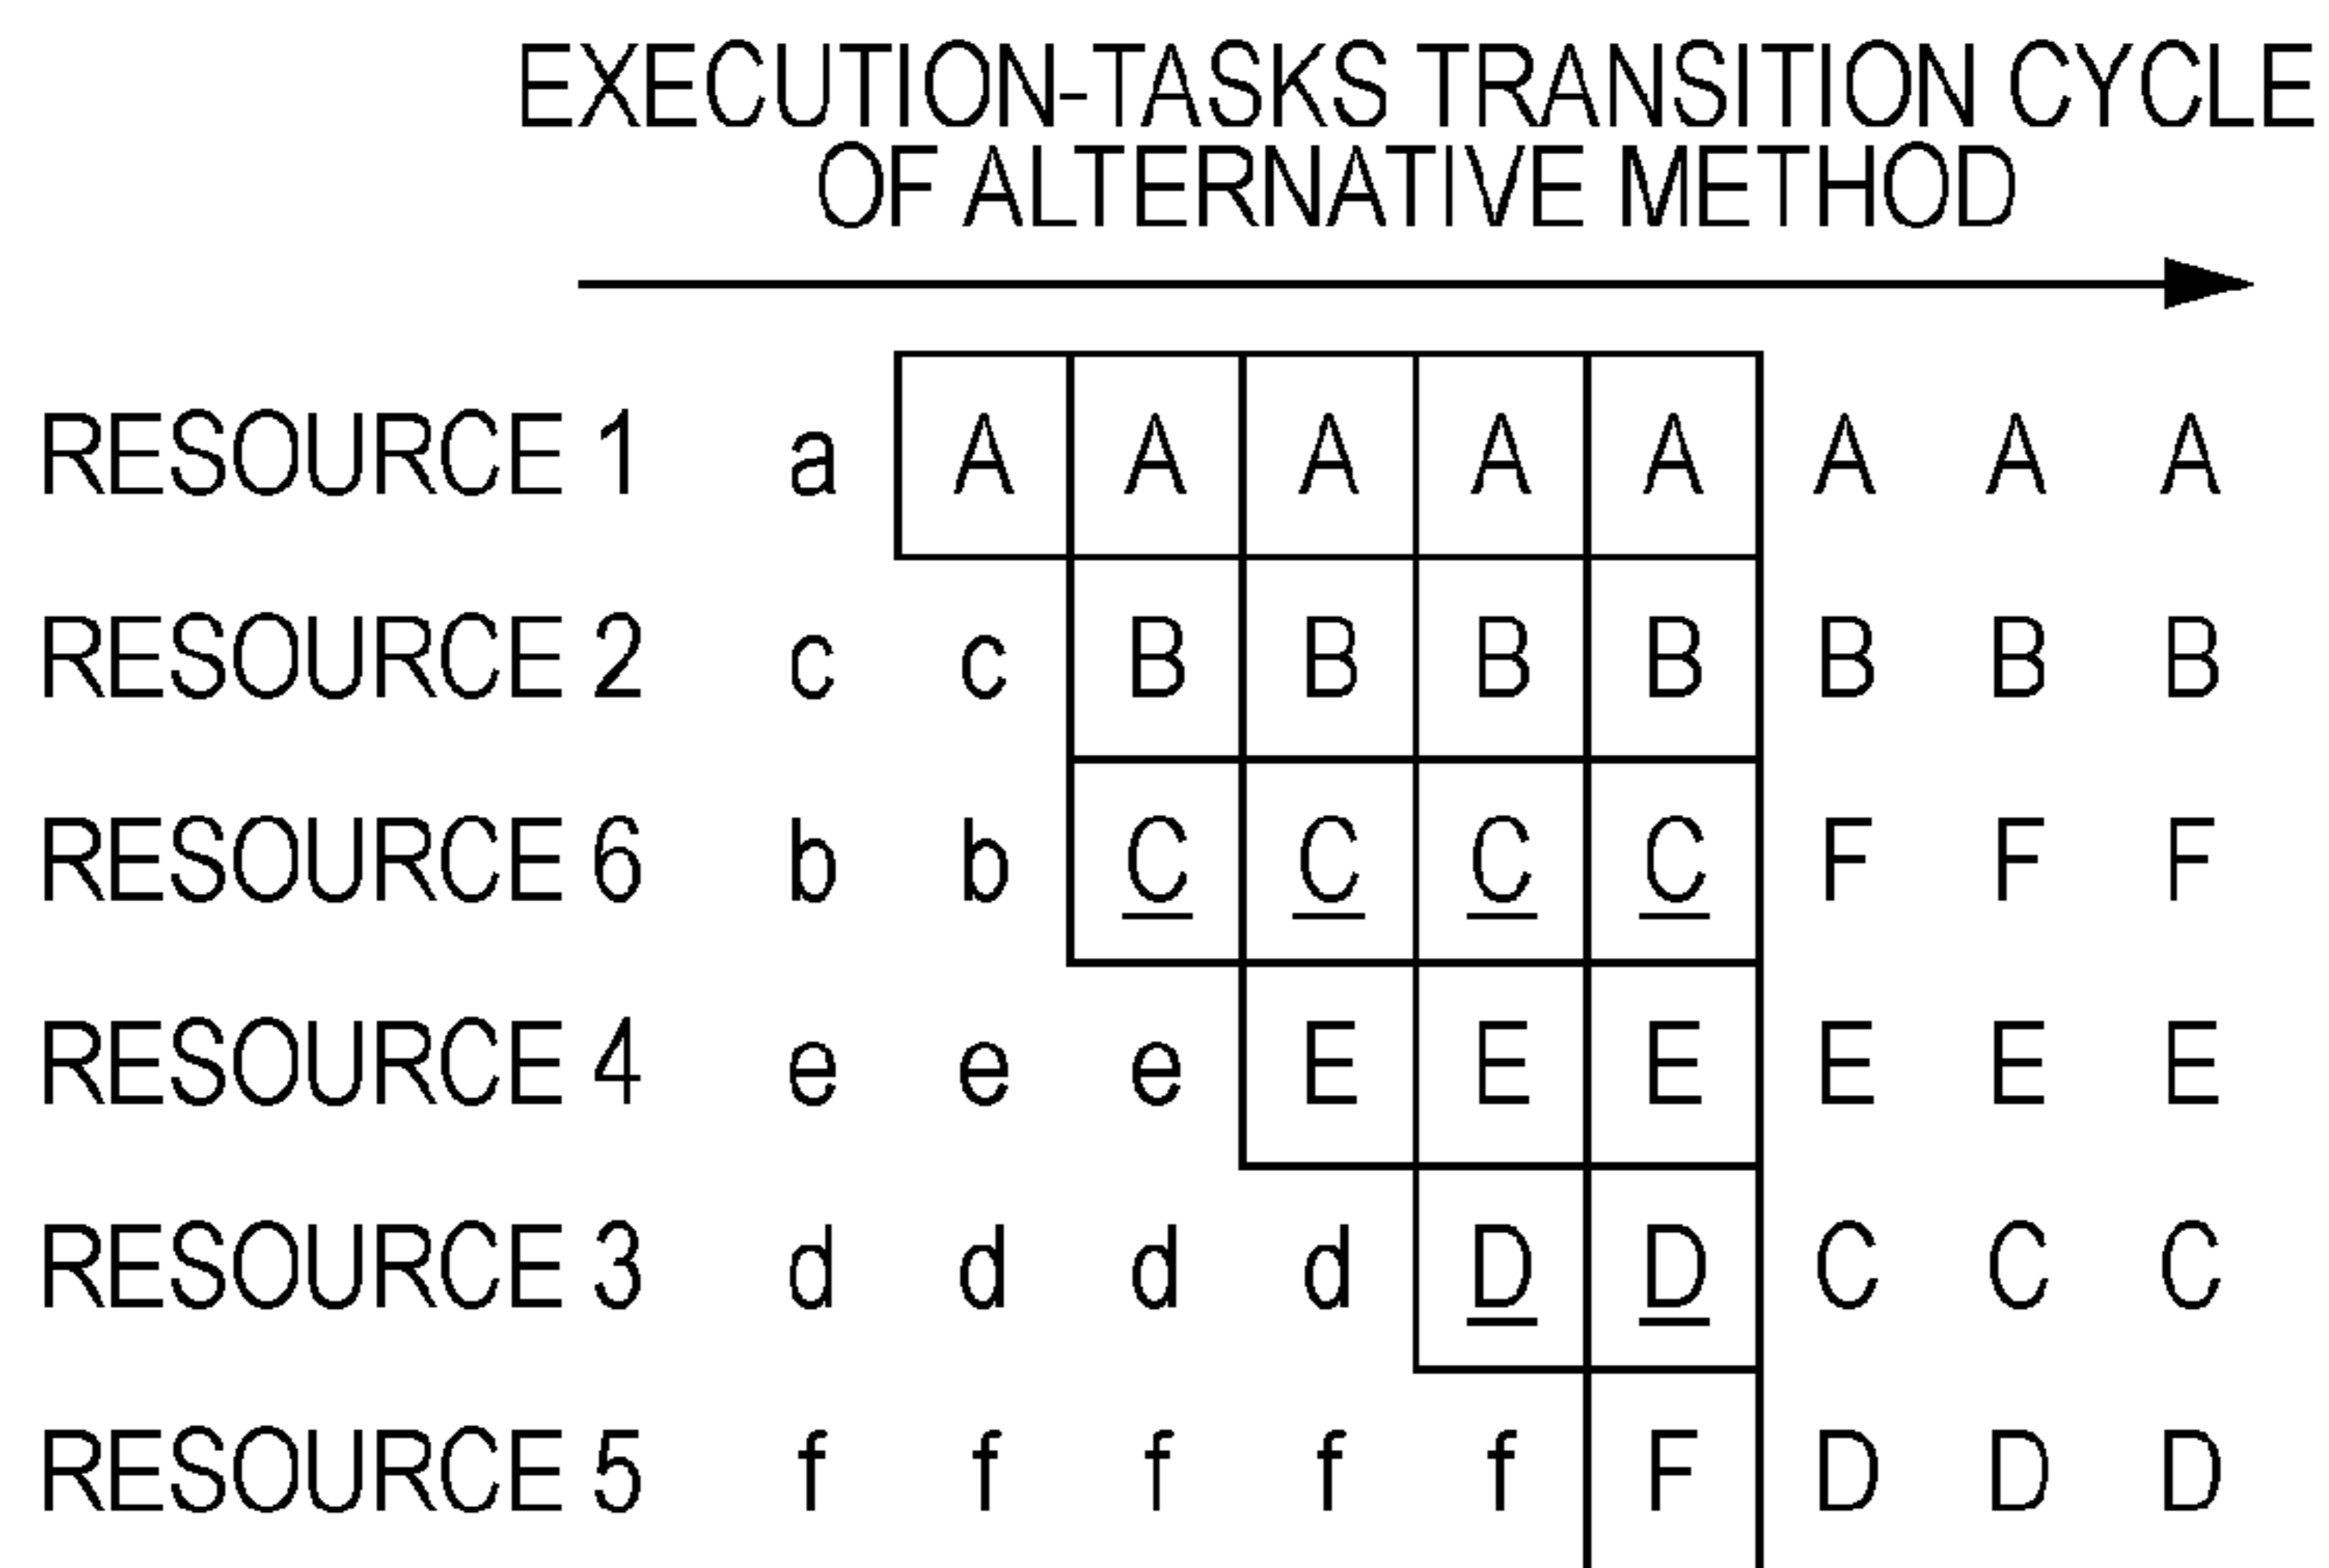 EXECUTION-TASKS TRANSITION CYCLE
OF ALTERNATIVE METHOD
RESOURCE 1 a A A A A A A A A
RESOURCE 2 c c B B B B B B B
RESOURCE 6 b b C C C C F F F
RESOURCE 4 e e e E E E E E E
RESOURCE 3 d d d d D D C C C
RESOURCE 5 f f f f f F D D D